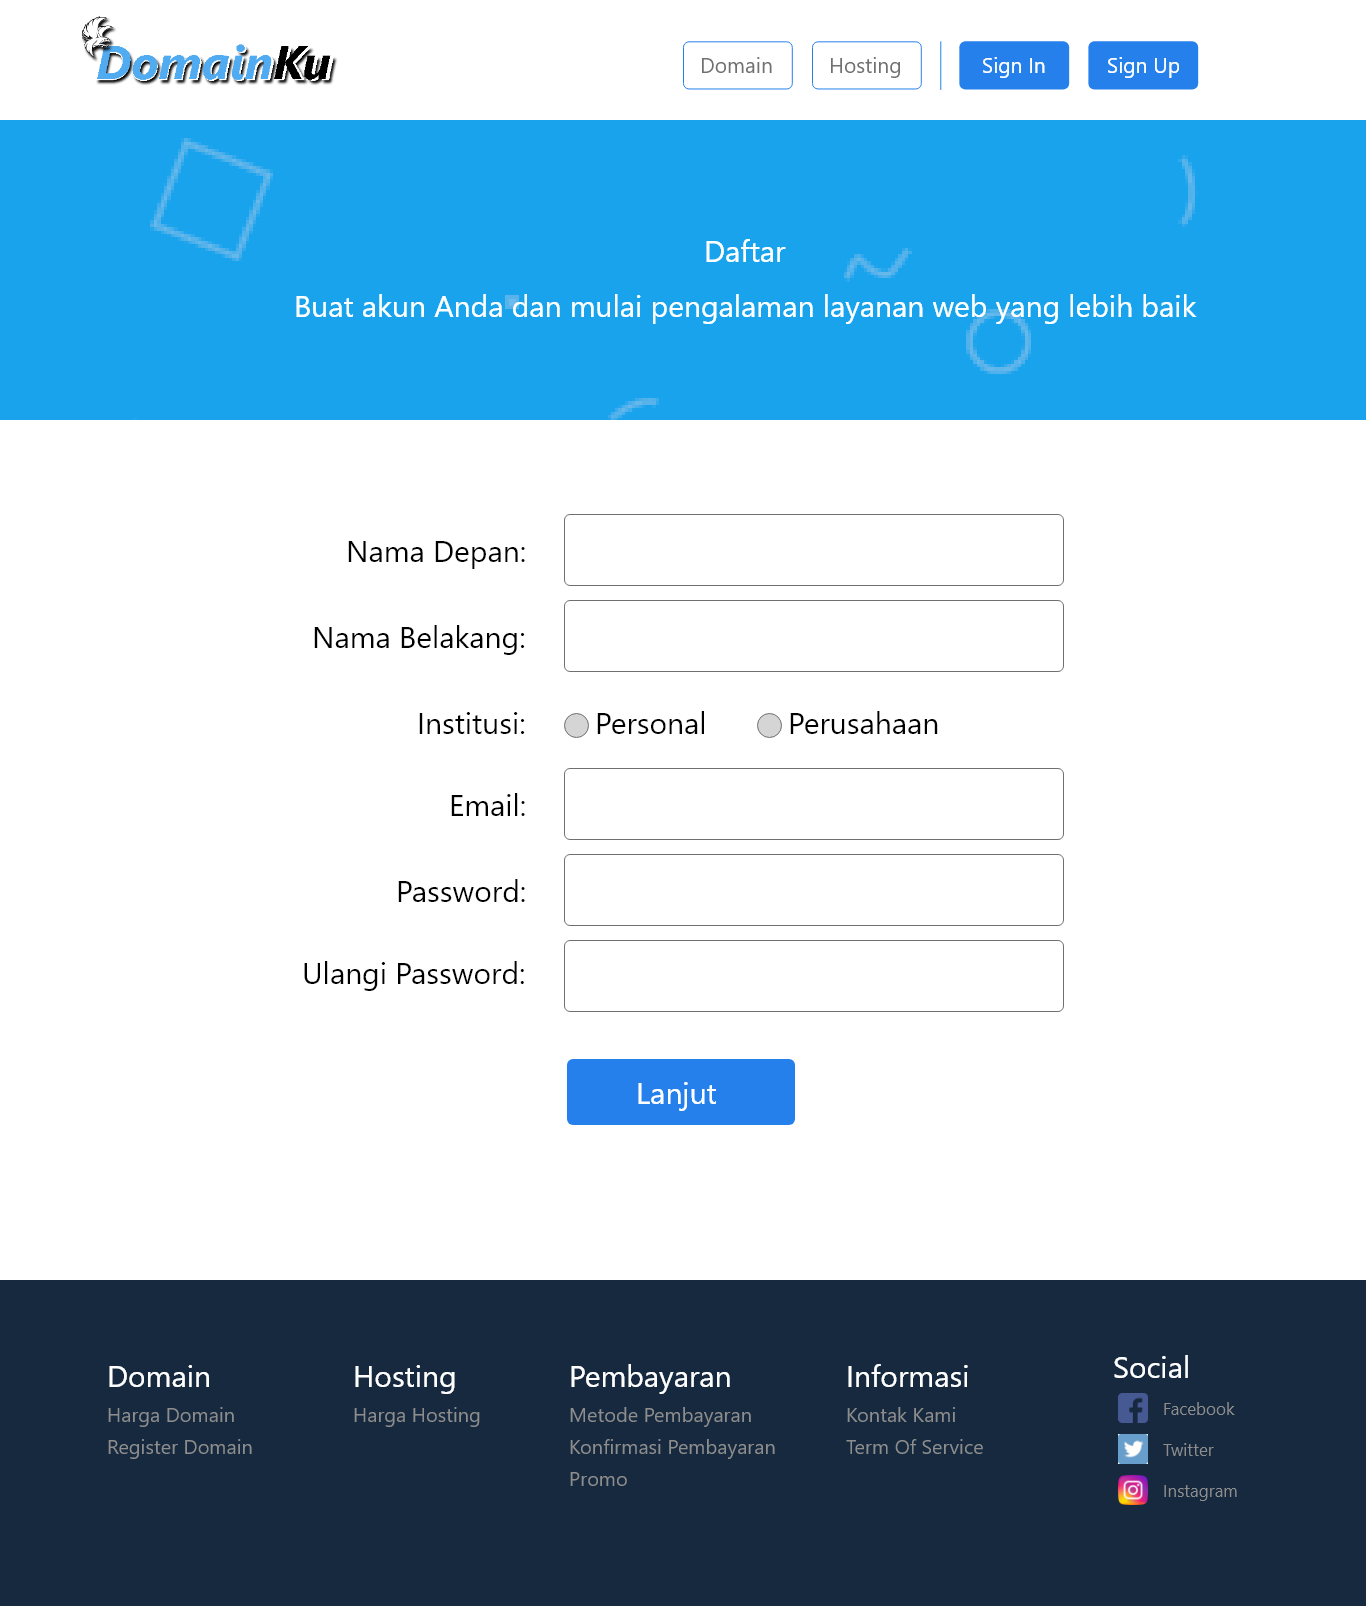 DomainKu
Domain
Hosting
Sign In
Sign Up
Daftar
Buat akun Anda dan mulai pengalaman layanan web yang lebih baik
Nama Depan:
Nama Belakang:
Institusi:
Personal
Perusahaan
Email:
Password:
Ulangi Password:
Lanjut
Domain
Harga Domain
Register Domain
Hosting
Harga Hosting
Pembayaran
Metode Pembayaran
Konfirmasi Pembayaran
Promo
Informasi
Kontak Kami
Term Of Service
Social
Facebook
Twitter
Instagram